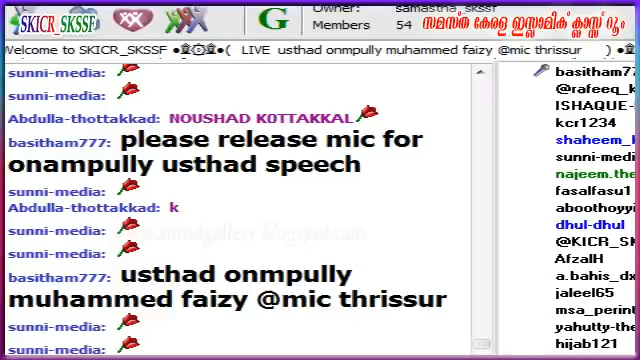 SKICR_SKSSF
G
Owner: samastha_skssf
Members 54
സമസ്ത കേരള ഇസ്ലാമിക് ക്ലാസ്സ് റൂം
Welcome to SKICR_SKSSF ●۩۞۩●( LIVE usthad onmpully muhammed faizy @mic thrissur ) ●۩
sunni-media:
sunni-media:
Abdulla-thottakkad: NOUSHAD KOTTAKKAL
basitham777: please release mic for
onampully usthad speech
sunni-media:
Abdulla-thottakkad: k
sunni-media:
sunni-media:
basitham777: usthad onmpully
muhammed faizy @mic thrissur
sunni-media:
sunni-media:
basitham77
@rafeeq_k
ISHAQUE-
kcr1234
shaheem_
sunni-medi
najeem.the
fasalfasu1
aboothoyyi
dhul-dhul
@KICR_SK
AfzalH
a.bahis_d
jaleel65
msa_perint
yahutty-the
hijab121